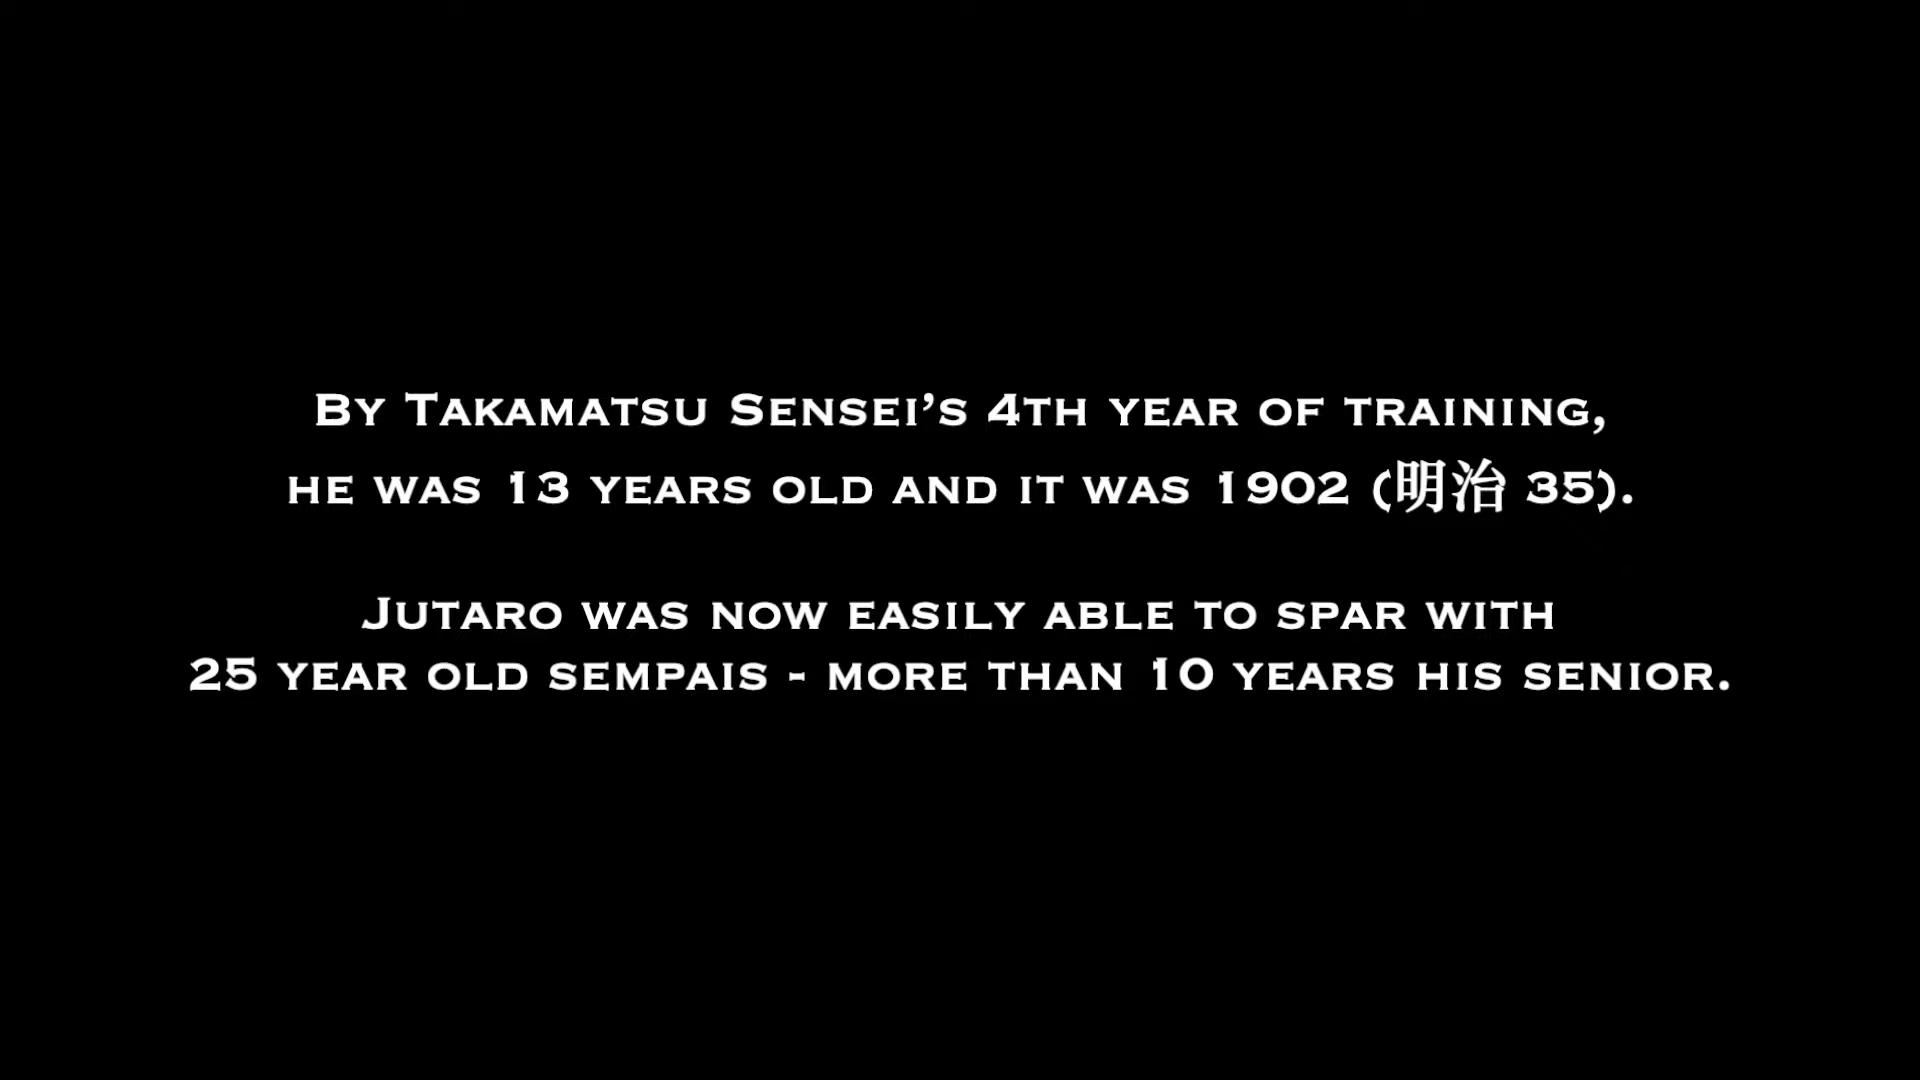 By Takamatsu Sensei’s 4th year of training,
he was 13 years old and it was 1902 (明治 35).
Jutaro was now easily able to spar with
25 year old sempais - more than 10 years his senior.